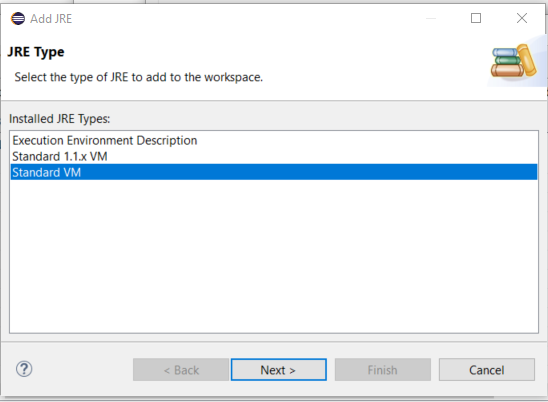 Add JRE
JRE Type
Select the type of JRE to add to the workspace.
Installed JRE Types:
Execution Environment Description
Standard 1.1.x VM
Standard VM
?
< Back
Next >
Finish
Cancel